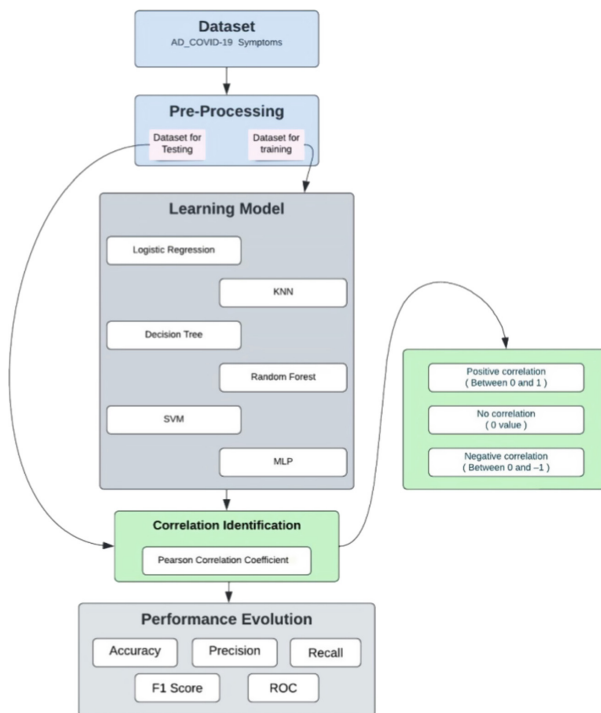 Dataset
AD_COVID-19 Symptoms
Pre-Processing
Dataset for
Testing
Dataset for
training
Learning Model
Logistic Regression
KNN
Decision Tree
Random Forest
SVM
MLP
Positive correlation
( Between 0 and 1 )
No correlation
( 0 value )
Negative correlation
( Between 0 and –1 )
Correlation Identification
Pearson Correlation Coefficient
Performance Evolution
Accuracy
Precision
Recall
F1 Score
ROC